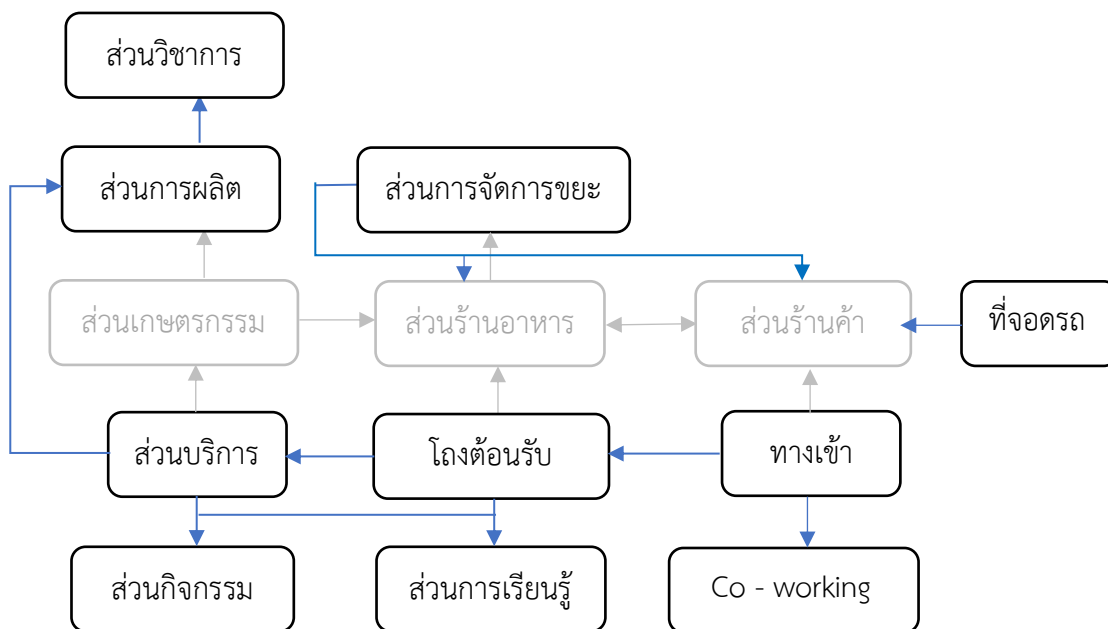 ส่วนวิชาการ
ส่วนการผลิต
ส่วนการจัดการขยะ
ส่วนเกษตรกรรม
ส่วนร้านอาหาร
ส่วนร้านค้า
ที่จอดรถ
ส่วนบริการ
โถงต้อนรับ
ทางเข้า
ส่วนกิจกรรม
ส่วนการเรียนรู้
Co - working